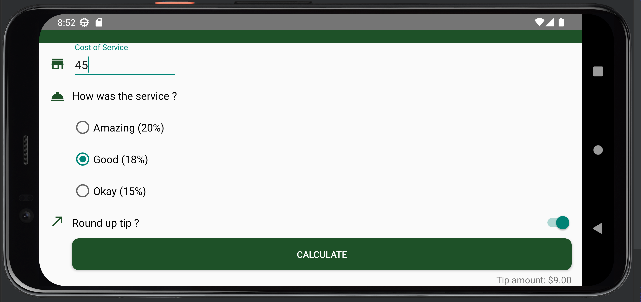 8:52
Cost of Service
45
How was the service ?
Amazing (20%)
Good (18%)
Okay (15%)
Round up tip ?
CALCULATE
Tip amount: $9.00